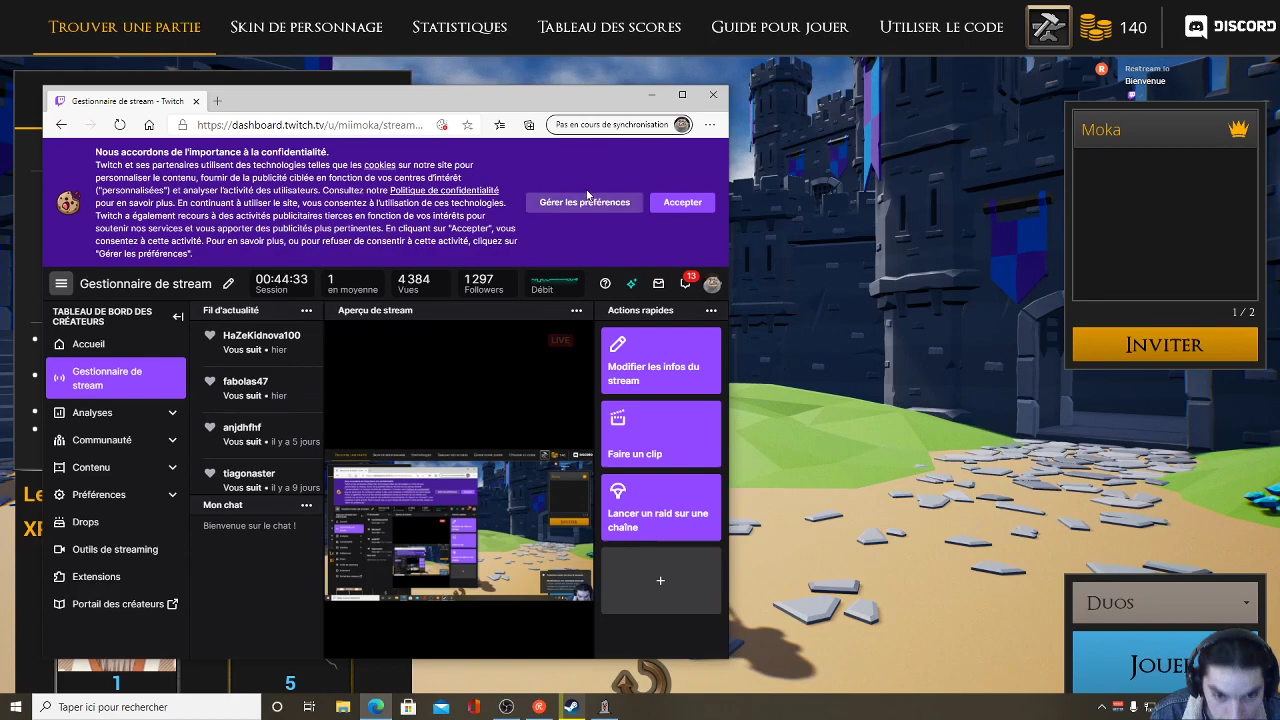 Trouver une partie
Skin de personnage
Statistiques
Tableau des scores
Guide pour jouer
Utiliser le code
140
Discord
Restream Io
Bienvenue
Gestionnaire de stream - Twitch
https://dashboard.twitch.tv/u/miimoka/stream...
Pas en cours de synchronisation
Nous accordons de l'importance à la confidentialité.
Twitch et ses partenaires utilisent des technologies telles que les cookies sur notre site pour
personnaliser le contenu, fournir de la publicité ciblée en fonction de vos centres d'intérêt
("personnalisées") et analyser l'activité des utilisateurs. Consultez notre Politique de confidentialité
pour en savoir plus. En continuant à utiliser le site, vous consentez à l'utilisation de ces technologies.
Twitch a également recours à des activités publicitaires tierces en fonction de vos intérêts pour
soutenir nos services et vous apporter des publicités plus pertinentes. En cliquant sur "Accepter", vous
consentez à cette activité. Pour en savoir plus, ou pour refuser de consentir à cette activité, cliquez sur
"Gérer les préférences".
Gérer les préférences
Accepter
Moka
1 / 2
Inviter
Gestionnaire de stream
00:44:33
Session
1
en moyenne
4 384
Vues
1 297
Followers
Débit
13
TABLEAU DE BORD DES
CRÉATEURS
Accueil
Gestionnaire de
stream
Analyses
Communauté
Contenu
Drops
Outils de streaming
Extensions
Portail des créateurs
Fil d'actualité
HaZeKidnova100
Vous suit • hier
fabolas47
Vous suit • hier
anjdhfhf
Vous suit • il y a 5 jours
tiagonaster
Vous suit • il y a 9 jours
Mon chat
Bienvenue sur le chat !
Aperçu de stream
LIVE
Actions rapides
Modifier les infos du
stream
Faire un clip
Lancer un raid sur une
chaîne
Le
XP
1
5
Duos
Jouer
Taper ici pour rechercher